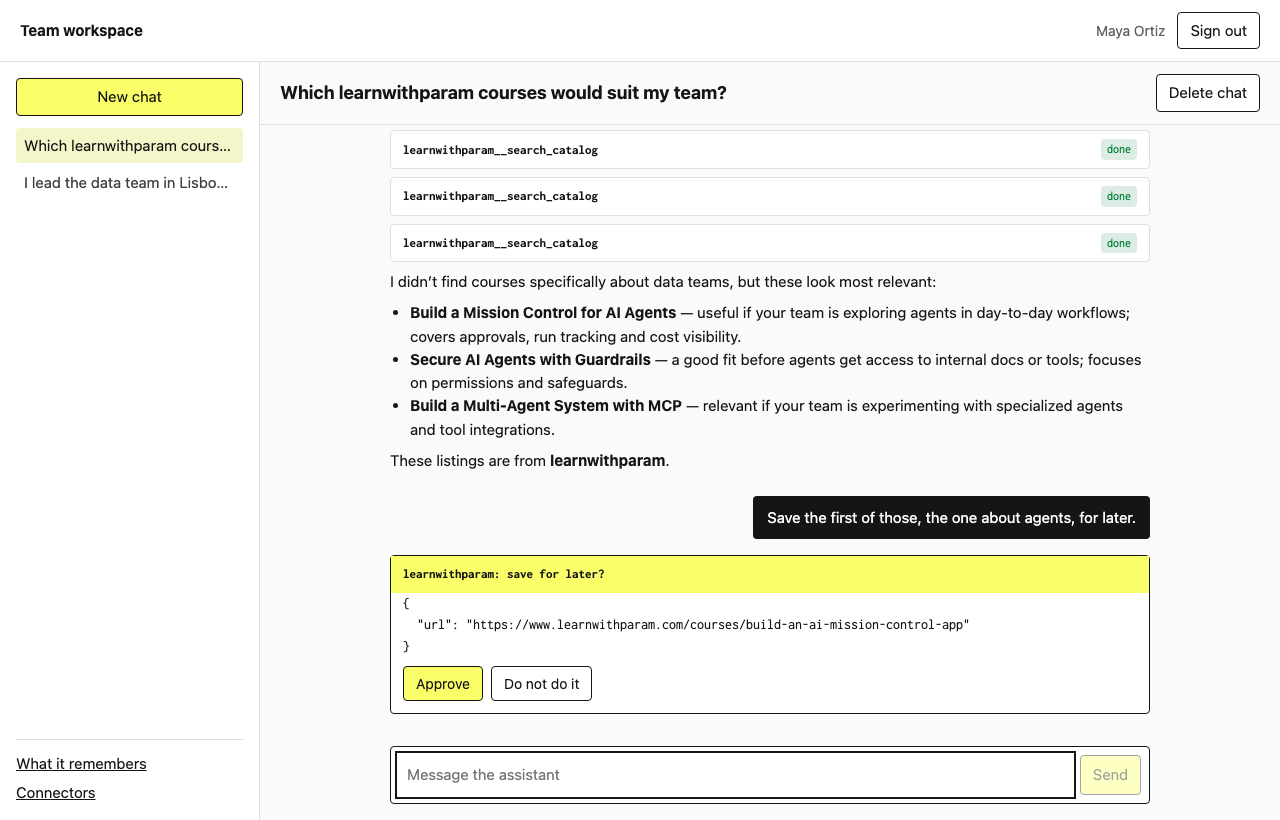 Team workspace
Maya Ortiz
Sign out
New chat
Which learnwithparam cours...
I lead the data team in Lisbo...
What it remembers
Connectors
Which learnwithparam courses would suit my team?
Delete chat
learnwithparam__search_catalog
done
learnwithparam__search_catalog
done
learnwithparam__search_catalog
done
I didn’t find courses specifically about data teams, but these look most relevant:
• Build a Mission Control for AI Agents — useful if your team is exploring agents in day-to-day workflows;
covers approvals, run tracking and cost visibility.
• Secure AI Agents with Guardrails — a good fit before agents get access to internal docs or tools; focuses
on permissions and safeguards.
• Build a Multi-Agent System with MCP — relevant if your team is experimenting with specialized agents
and tool integrations.
These listings are from learnwithparam.
Save the first of those, the one about agents, for later.
learnwithparam: save for later?
{
"url": "https://www.learnwithparam.com/courses/build-an-ai-mission-control-app"
}
Approve
Do not do it
Message the assistant
Send